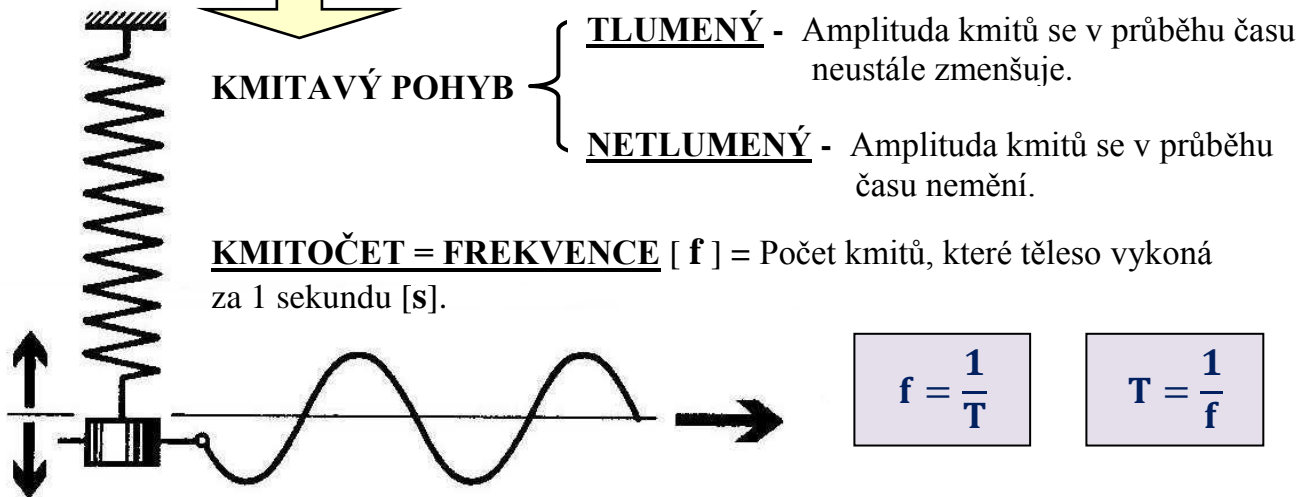 TLUMENÝ - Amplituda kmitů se v průběhu času
neustále zmenšuje.
KMITAVÝ POHYB
NETLUMENÝ - Amplituda kmitů se v průběhu
času nemění.
KMITOČET = FREKVENCE [ f ] = Počet kmitů, které těleso vykoná
za 1 sekundu [s].
f = 1/T
T = 1/f